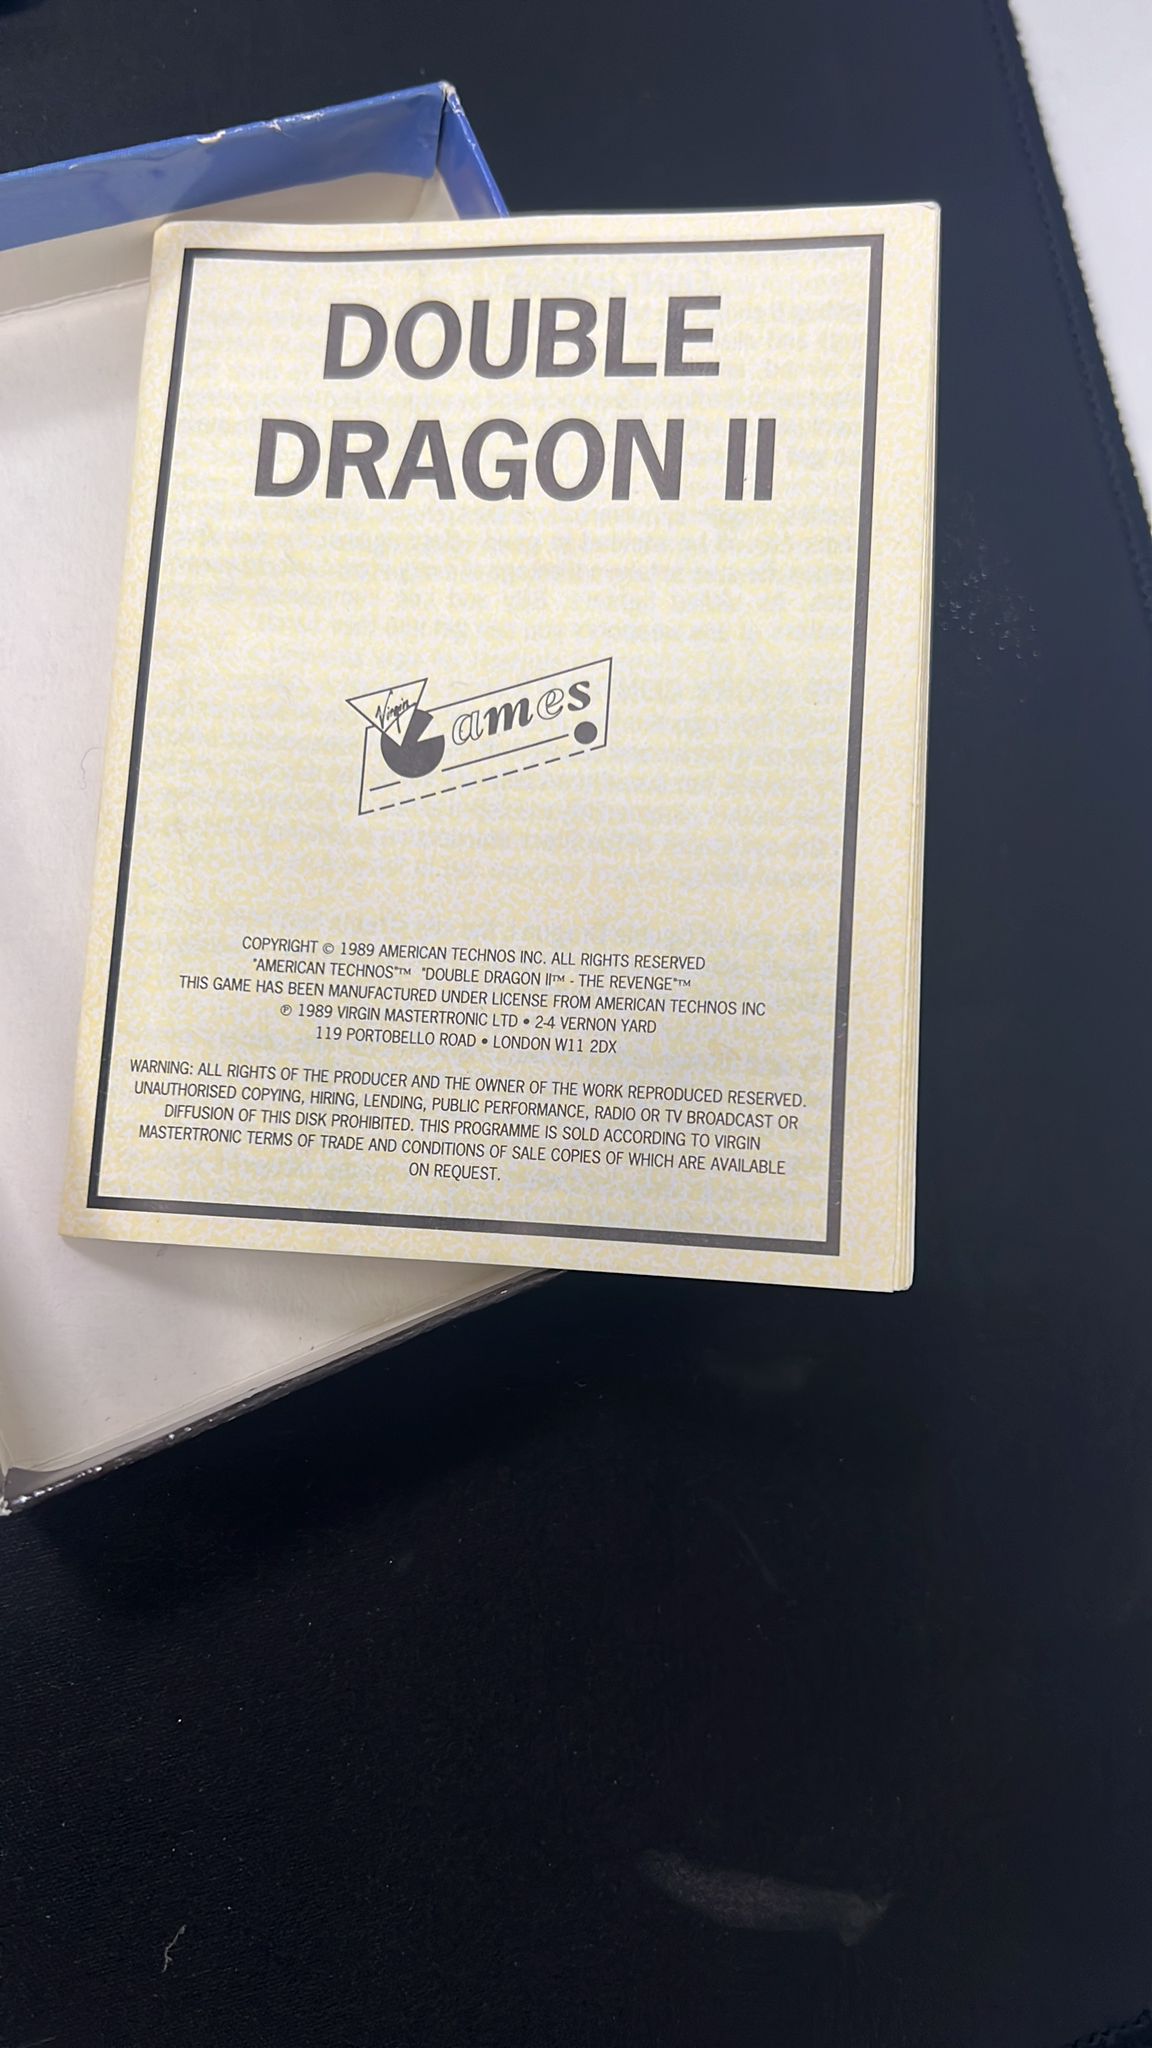 DOUBLE
DRAGON II
Virgin Games
COPYRIGHT © 1989 AMERICAN TECHNOS INC. ALL RIGHTS RESERVED
"AMERICAN TECHNOS"™ "DOUBLE DRAGON II™ - THE REVENGE"™
THIS GAME HAS BEEN MANUFACTURED UNDER LICENSE FROM AMERICAN TECHNOS INC
℗ 1989 VIRGIN MASTERTRONIC LTD • 2-4 VERNON YARD
119 PORTOBELLO ROAD • LONDON W11 2DX
WARNING: ALL RIGHTS OF THE PRODUCER AND THE OWNER OF THE WORK REPRODUCED RESERVED.
UNAUTHORISED COPYING, HIRING, LENDING, PUBLIC PERFORMANCE, RADIO OR TV BROADCAST OR
DIFFUSION OF THIS DISK PROHIBITED. THIS PROGRAMME IS SOLD ACCORDING TO VIRGIN
MASTERTRONIC TERMS OF TRADE AND CONDITIONS OF SALE COPIES OF WHICH ARE AVAILABLE
ON REQUEST.